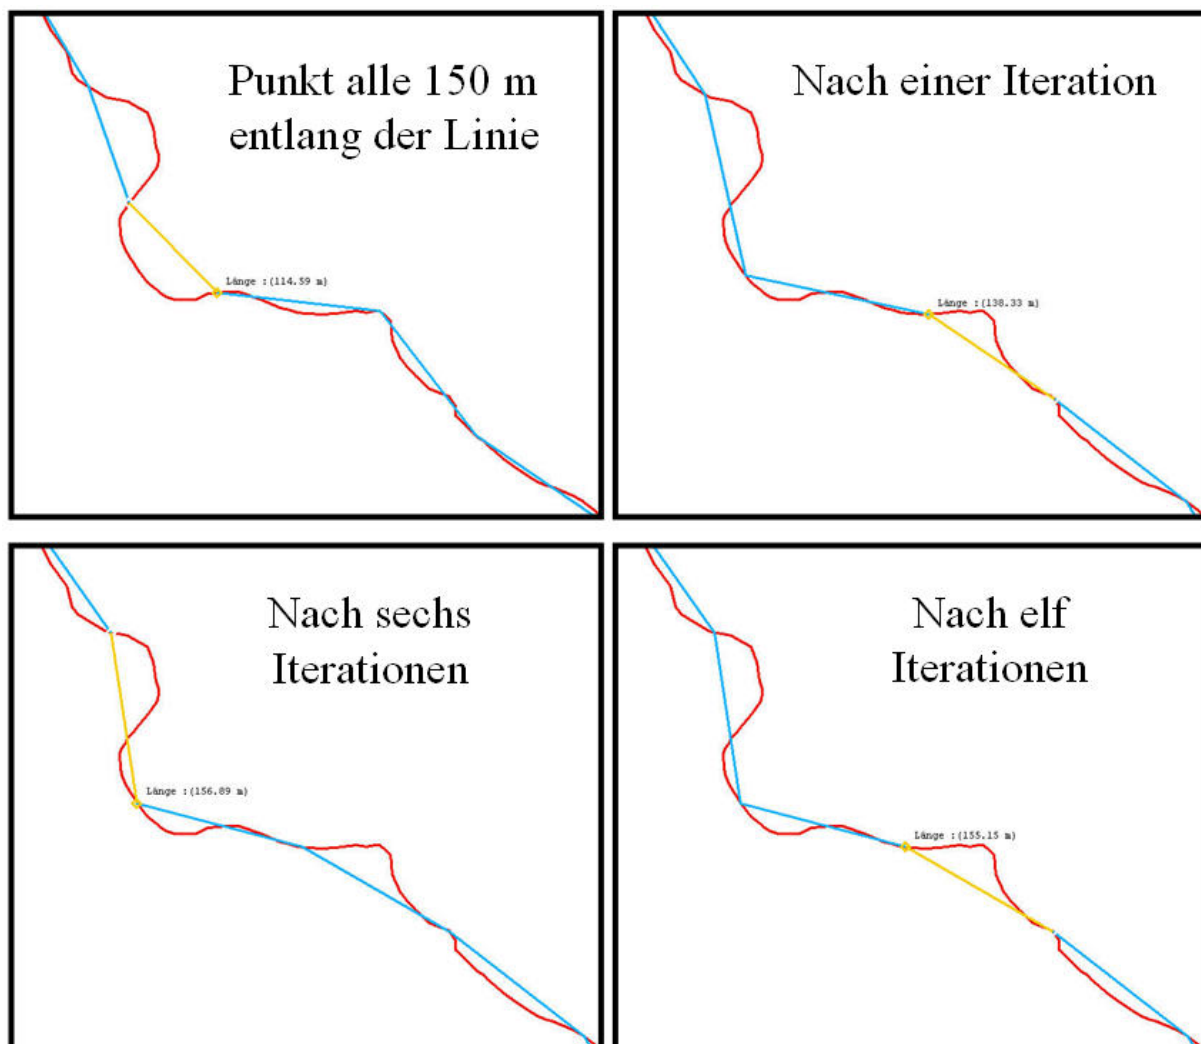 Punkt alle 150 m
entlang der Linie
Länge :(114.59 m)
Nach einer Iteration
Länge :(138.33 m)
Nach sechs
Iterationen
Länge :(156.89 m)
Nach elf
Iterationen
Länge :(155.15 m)